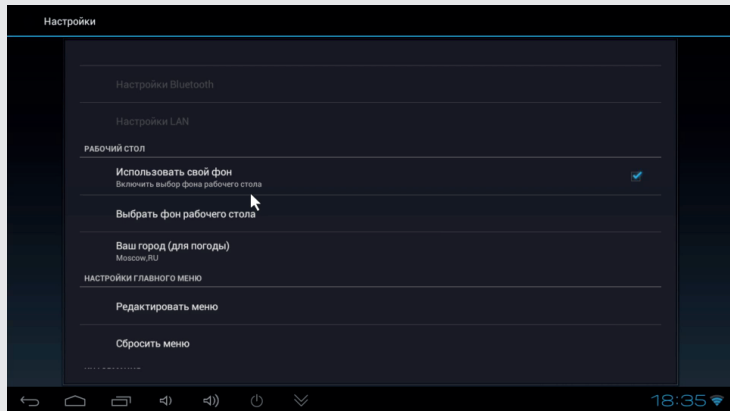 Настройки
Настройки Bluetooth
Настройки LAN
РАБОЧИЙ СТОЛ
Использовать свой фон
Включить выбор фона рабочего стола
Выбрать фон рабочего стола
Ваш город (для погоды)
Moscow,RU
НАСТРОЙКИ ГЛАВНОГО МЕНЮ
Редактировать меню
Сбросить меню
18:35